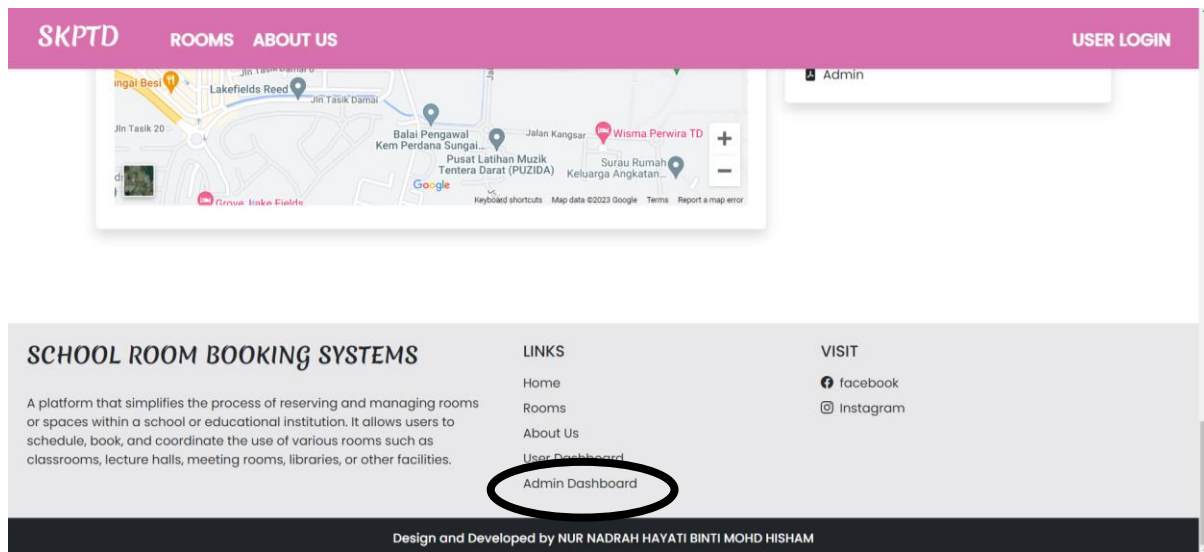 SKPTD ROOMS ABOUT US USER LOGIN
ngai Besi
Lakefields Reed
Jln Tasik Damai
Jln Tasik 20
Balai Pengawal
Kem Perdana Sungai...
Jalan Kangsar
Wisma Perwira TD
Pusat Latihan Muzik
Tentera Darat (PUZIDA)
Surau Rumah
Keluarga Angkatan...
Google
Grove, Lake Fields
Keyboard shortcuts Map data ©2023 Google Terms Report a map error
Admin
SCHOOL ROOM BOOKING SYSTEMS
A platform that simplifies the process of reserving and managing rooms
or spaces within a school or educational institution. It allows users to
schedule, book, and coordinate the use of various rooms such as
classrooms, lecture halls, meeting rooms, libraries, or other facilities.
LINKS
Home
Rooms
About Us
User Dashboard
Admin Dashboard
VISIT
facebook
Instagram
Design and Developed by NUR NADRAH HAYATI BINTI MOHD HISHAM